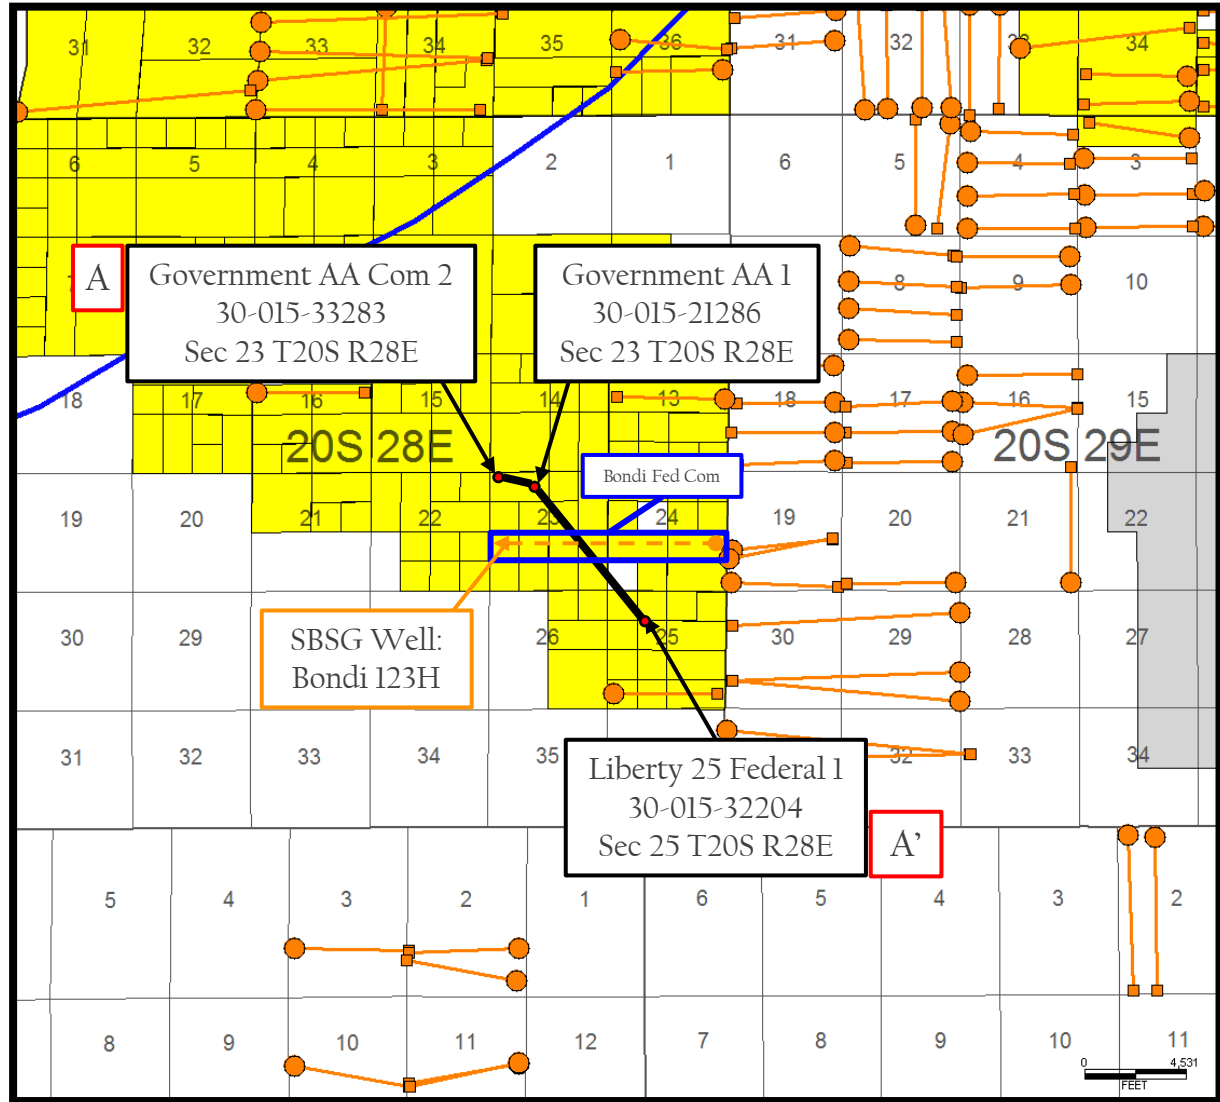 31 32 33 34 35 36 31 32 33 34
6 5 4 3 2 1 6 5 4 3
A
Government AA Com 2
30-015-33283
Sec 23 T20S R28E
Government AA 1
30-015-21286
Sec 23 T20S R28E
8 9 10
18 17 16 15 14 13 18 17 16 15
20S 28E
20S 29E
Bondi Fed Com
19 20 21 22 23 24 19 20 21 22
SBSG Well:
Bondi 123H
30 29 26 25 30 29 28 27
31 32 33 34 35 32 33 34
Liberty 25 Federal 1
30-015-32204
Sec 25 T20S R28E
A'
5 4 3 2 1 6 5 4 3 2
8 9 10 11 12 7 8 9 10 11
0 4,531
FEET